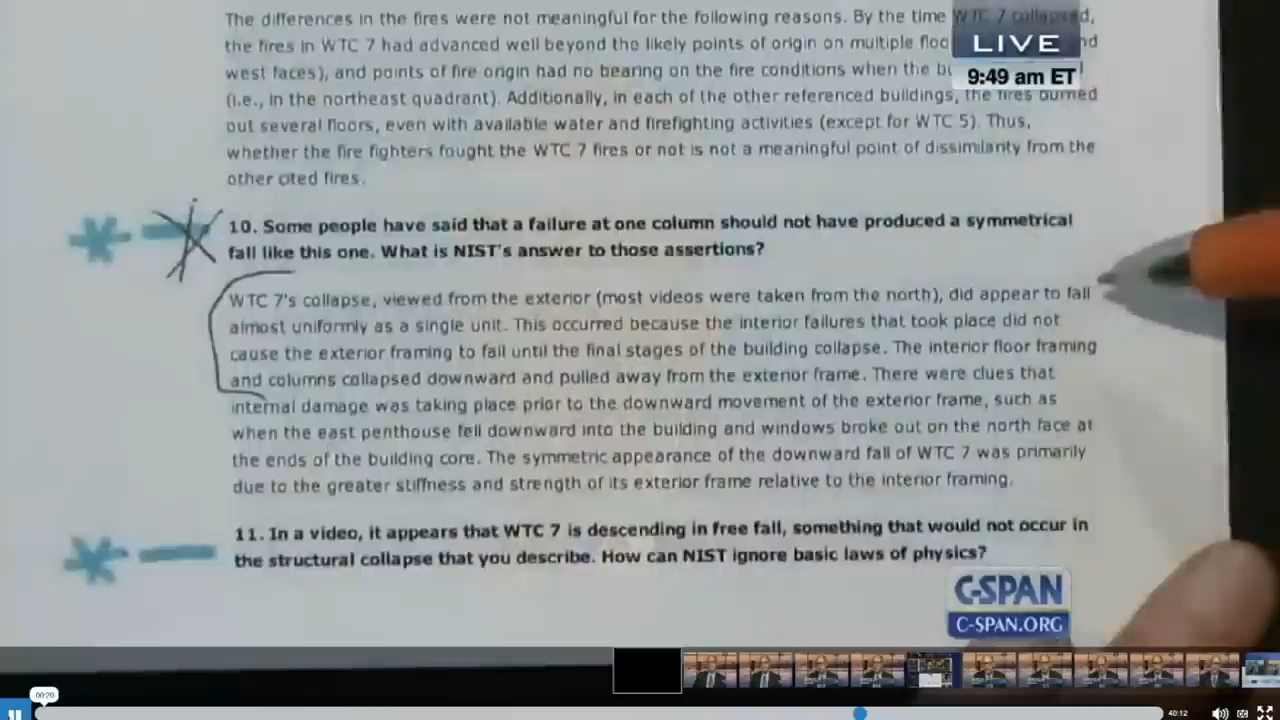 The differences in the fires were not meaningful for the following reasons. By the time WTC 7 collapsed,
the fires in WTC 7 had advanced well beyond the likely points of origin on multiple
west faces), and points of fire origin had no bearing on the fire conditions when the
(i.e., in the northeast quadrant). Additionally, in each of the other referenced buildings, the fires burned
out several floors, even with available water and firefighting activities (except for WTC 5). Thus,
whether the fire fighters fought the WTC 7 fires or not is not a meaningful point of dissimilarity from the
other cited fires.
LIVE
9:49 am ET
10. Some people have said that a failure at one column should not have produced a symmetrical
fall like this one. What is NIST's answer to those assertions?
WTC 7's collapse, viewed from the exterior (most videos were taken from the north), did appear to fall
almost uniformly as a single unit. This occurred because the interior failures that took place did not
cause the exterior framing to fail until the final stages of the building collapse. The interior floor framing
and columns collapsed downward and pulled away from the exterior frame. There were clues that
internal damage was taking place prior to the downward movement of the exterior frame, such as
when the east penthouse fell downward into the building and windows broke out on the north face at
the ends of the building core. The symmetric appearance of the downward fall of WTC 7 was primarily
due to the greater stiffness and strength of its exterior frame relative to the interior framing.
11. In a video, it appears that WTC 7 is descending in free fall, something that would not occur in
the structural collapse that you describe. How can NIST ignore basic laws of physics?
C-SPAN
C-SPAN.ORG
00:20
40:12